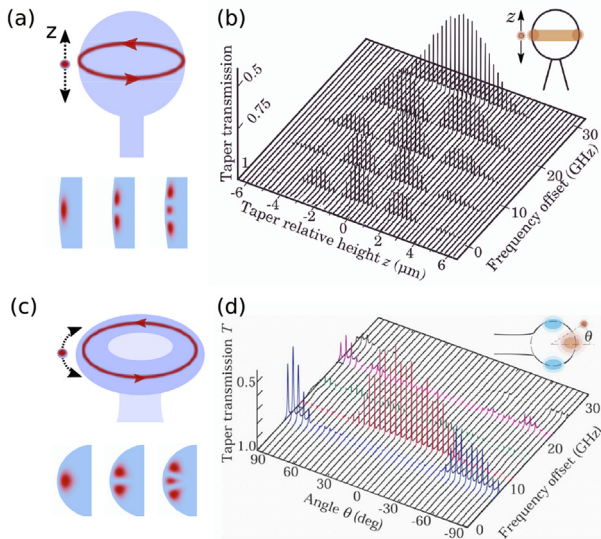 (a)
z
(b)
z
Taper transmission
0.5
0.75
1
-6
-4
-2
0
2
4
6
Taper relative height z (μm)
0
10
20
30
Frequency offset (GHz)
(c)
(d)
θ
Taper transmission T
0.5
1.0
90
60
30
0
-30
-60
-90
Angle θ (deg)
0
10
20
30
Frequency offset (GHz)